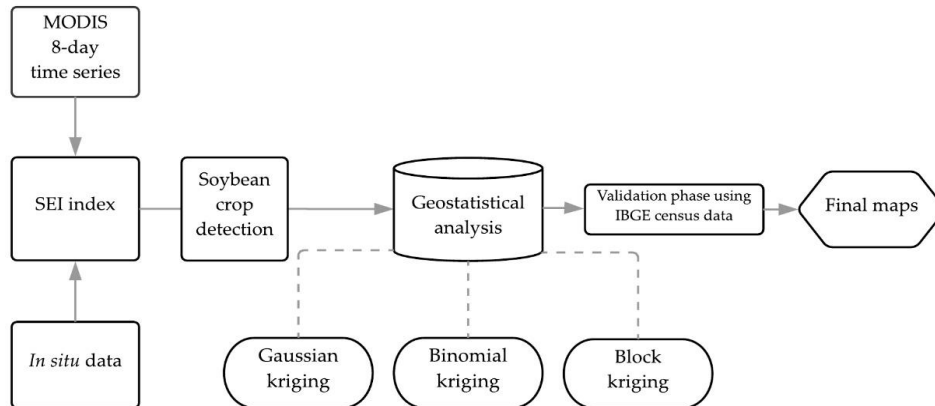 MODIS
8-day
time series
SEI index
In situ data
Soybean
crop
detection
Geostatistical
analysis
Validation phase using
IBGE census data
Final maps
Gaussian
kriging
Binomial
kriging
Block
kriging